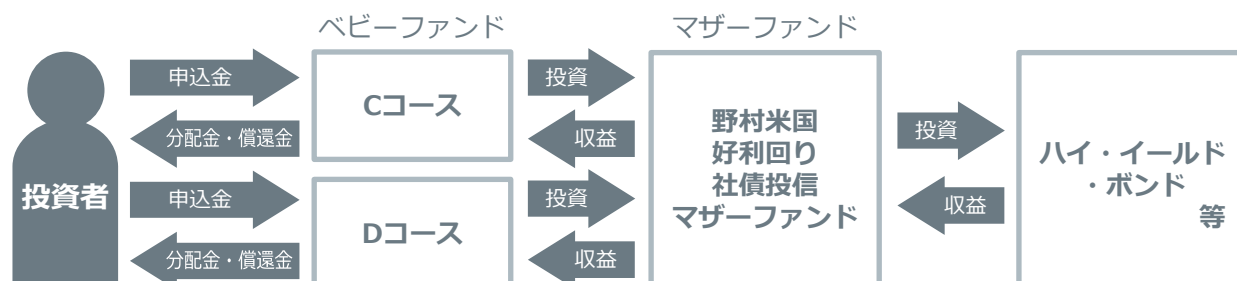 ベビーファンド
マザーファンド
投資者
申込金
分配金・償還金
申込金
分配金・償還金
Cコース
Dコース
投資
収益
投資
収益
野村米国
好利回り
社債投信
マザーファンド
投資
収益
ハイ・イールド
・ボンド
等